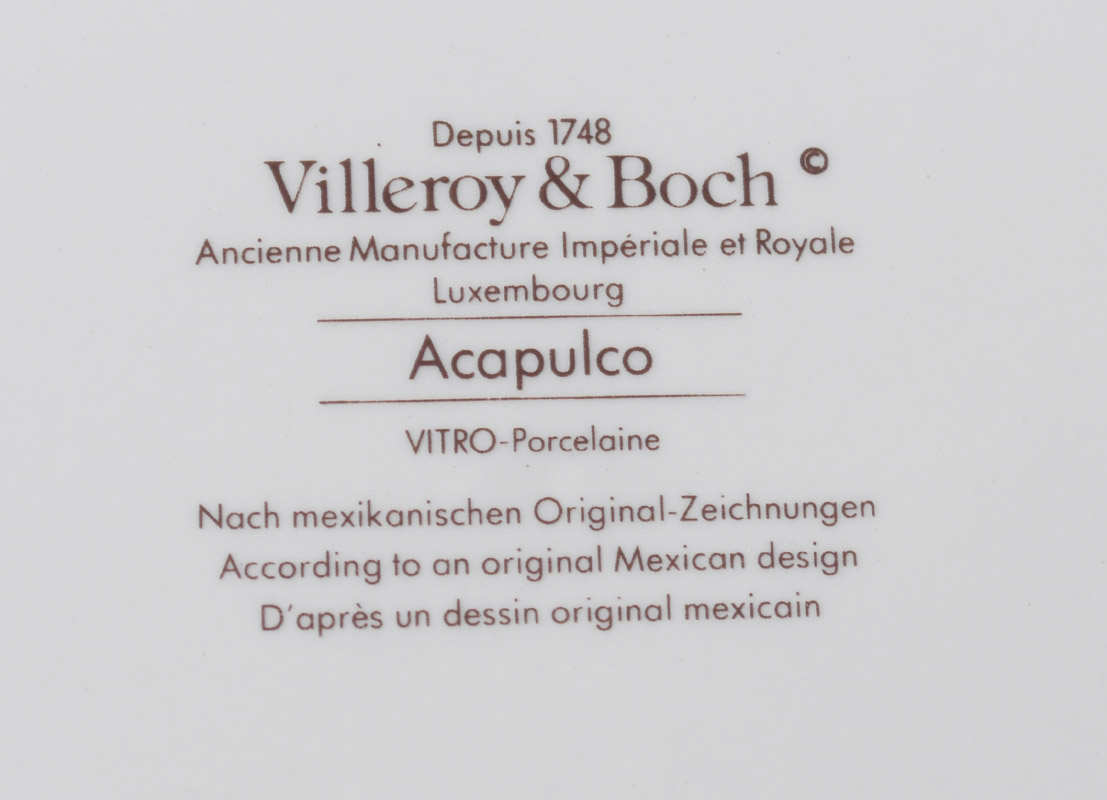 Depuis 1748
Villeroy & Boch ©
Ancienne Manufacture Impériale et Royale
Luxembourg
Acapulco
VITRO-Porcelaine
Nach mexikanischen Original-Zeichnungen
According to an original Mexican design
D'après un dessin original mexicain